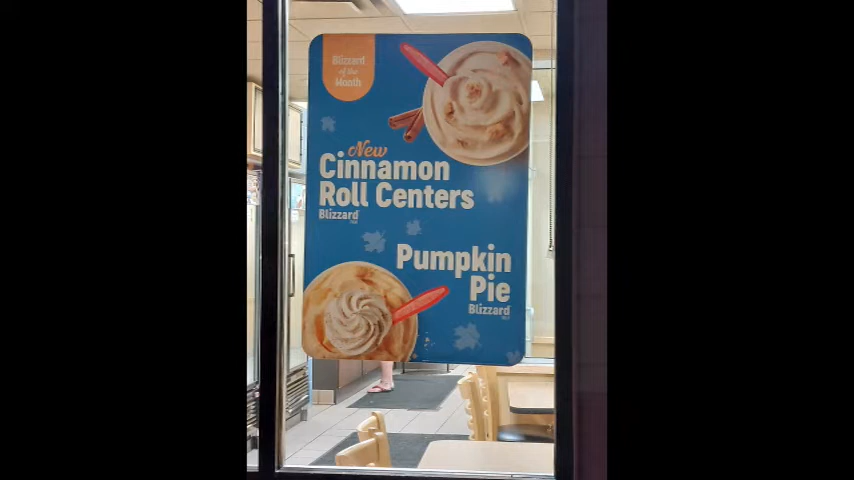 Blizzard
of the
Month
New
Cinnamon
Roll Centers
Blizzard
Pumpkin
Pie
Blizzard